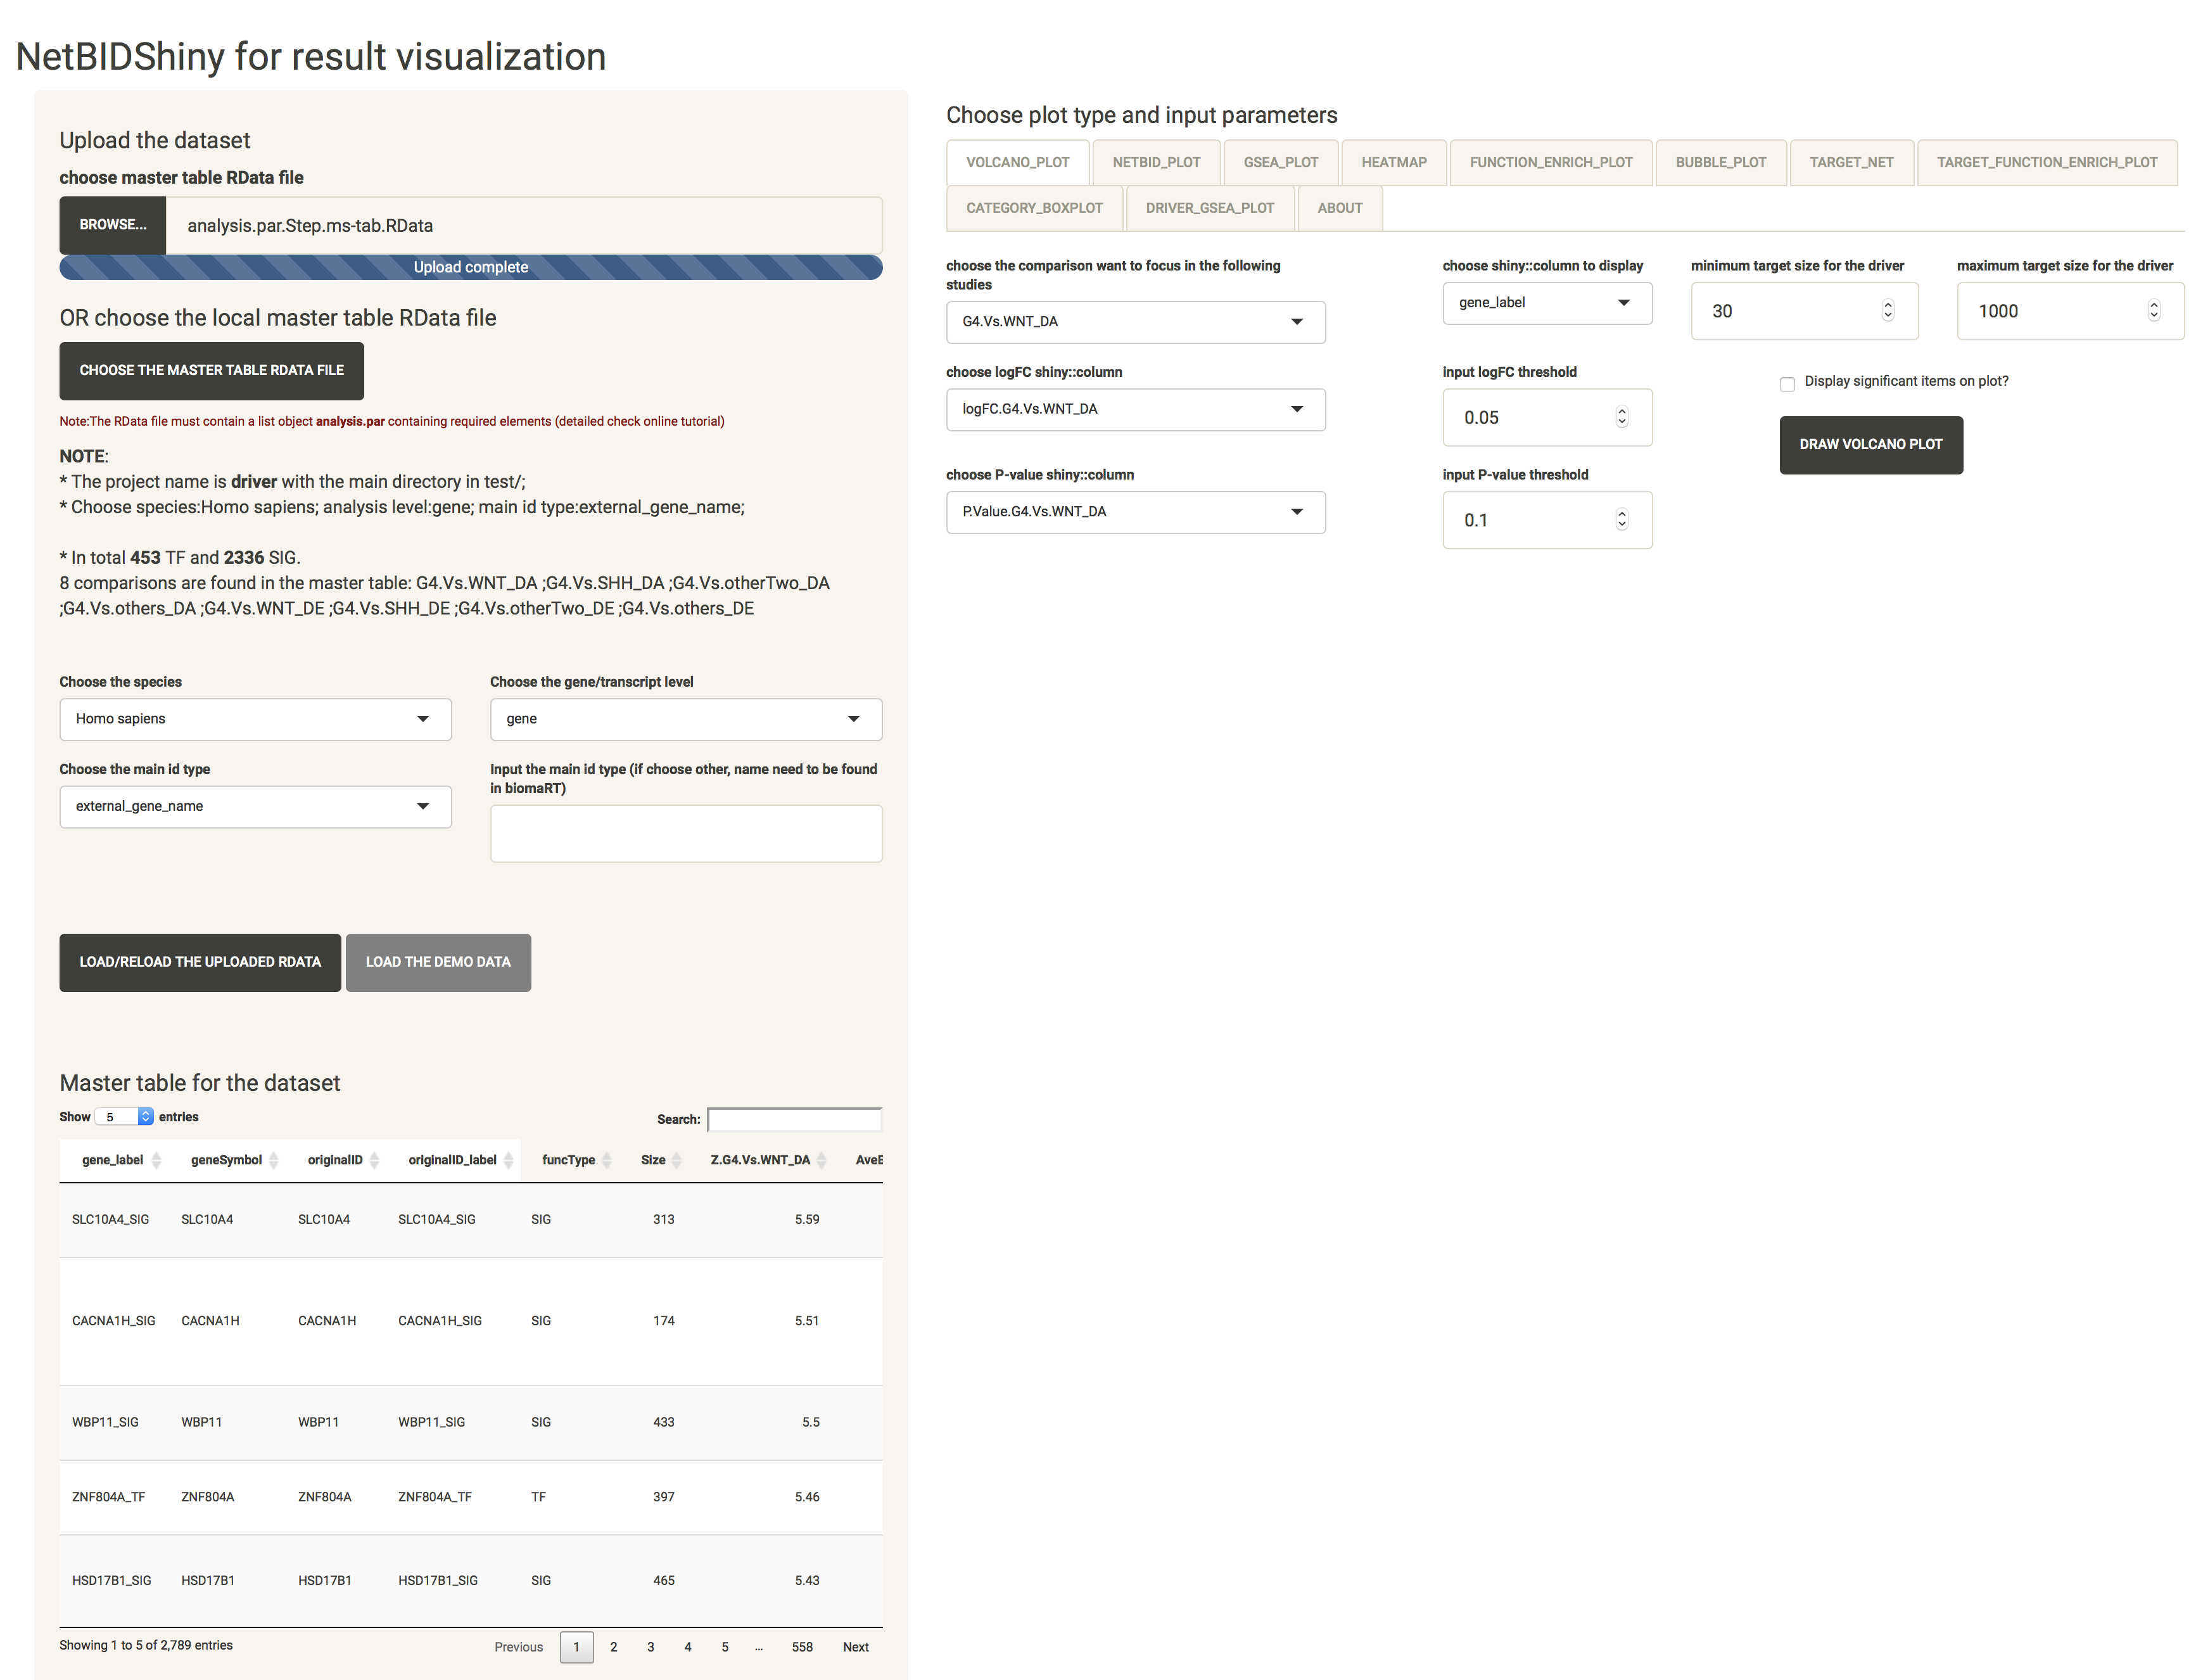 NetBIDShiny for result visualization
Upload the dataset
choose master table RData file
BROWSE...
analysis.par.Step.ms-tab.RData
Upload complete
OR choose the local master table RData file
CHOOSE THE MASTER TABLE RDATA FILE
Note:The RData file must contain a list object analysis.par containing required elements (detailed check online tutorial)
NOTE:
* The project name is driver with the main directory in test/;
* Choose species:Homo sapiens; analysis level:gene; main id type:external_gene_name;
* In total 453 TF and 2336 SIG.
8 comparisons are found in the master table: G4.Vs.WNT_DA ;G4.Vs.SHH_DA ;G4.Vs.otherTwo_DA
;G4.Vs.others_DA ;G4.Vs.WNT_DE ;G4.Vs.SHH_DE ;G4.Vs.otherTwo_DE ;G4.Vs.others_DE
Choose the species
Homo sapiens
Choose the gene/transcript level
gene
Choose the main id type
external_gene_name
Input the main id type (if choose other, name need to be found
in biomaRT)
LOAD/RELOAD THE UPLOADED RDATA
LOAD THE DEMO DATA
Master table for the dataset
Show 5 entries
Search:
gene_label geneSymbol originalID originalID_label funcType Size Z.G4.Vs.WNT_DA AveE
SLC10A4_SIG SLC10A4 SLC10A4 SLC10A4_SIG SIG 313 5.59
CACNA1H_SIG CACNA1H CACNA1H CACNA1H_SIG SIG 174 5.51
WBP11_SIG WBP11 WBP11 WBP11_SIG SIG 433 5.5
ZNF804A_TF ZNF804A ZNF804A ZNF804A_TF TF 397 5.46
HSD17B1_SIG HSD17B1 HSD17B1 HSD17B1_SIG SIG 465 5.43
Showing 1 to 5 of 2,789 entries
Previous 1 2 3 4 5 ... 558 Next
Choose plot type and input parameters
VOLCANO_PLOT NETBID_PLOT GSEA_PLOT HEATMAP FUNCTION_ENRICH_PLOT BUBBLE_PLOT TARGET_NET TARGET_FUNCTION_ENRICH_PLOT
CATEGORY_BOXPLOT DRIVER_GSEA_PLOT ABOUT
choose the comparison want to focus in the following
studies
G4.Vs.WNT_DA
choose shiny::column to display
gene_label
minimum target size for the driver
30
maximum target size for the driver
1000
choose logFC shiny::column
logFC.G4.Vs.WNT_DA
input logFC threshold
0.05
Display significant items on plot?
DRAW VOLCANO PLOT
choose P-value shiny::column
P.Value.G4.Vs.WNT_DA
input P-value threshold
0.1